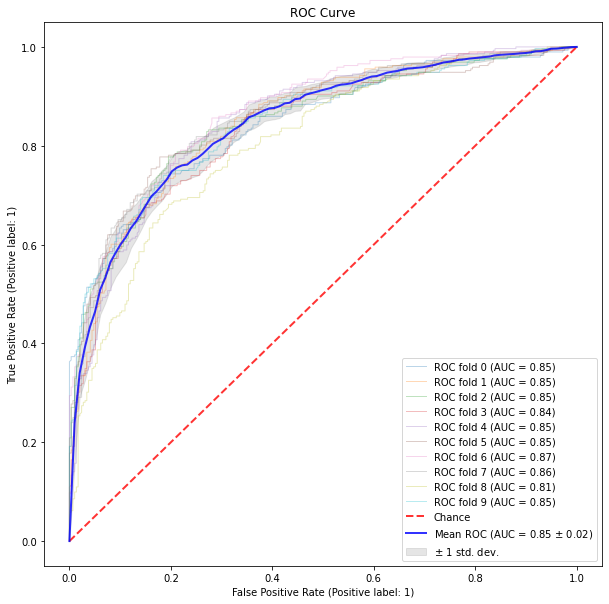 ROC Curve
True Positive Rate (Positive label: 1)
1.0
0.8
0.6
0.4
0.2
0.0
ROC fold 0 (AUC = 0.85)
ROC fold 1 (AUC = 0.85)
ROC fold 2 (AUC = 0.85)
ROC fold 3 (AUC = 0.84)
ROC fold 4 (AUC = 0.85)
ROC fold 5 (AUC = 0.85)
ROC fold 6 (AUC = 0.87)
ROC fold 7 (AUC = 0.86)
ROC fold 8 (AUC = 0.81)
ROC fold 9 (AUC = 0.85)
Chance
Mean ROC (AUC = 0.85 ± 0.02)
± 1 std. dev.
0.0 0.2 0.4 0.6 0.8 1.0
False Positive Rate (Positive label: 1)